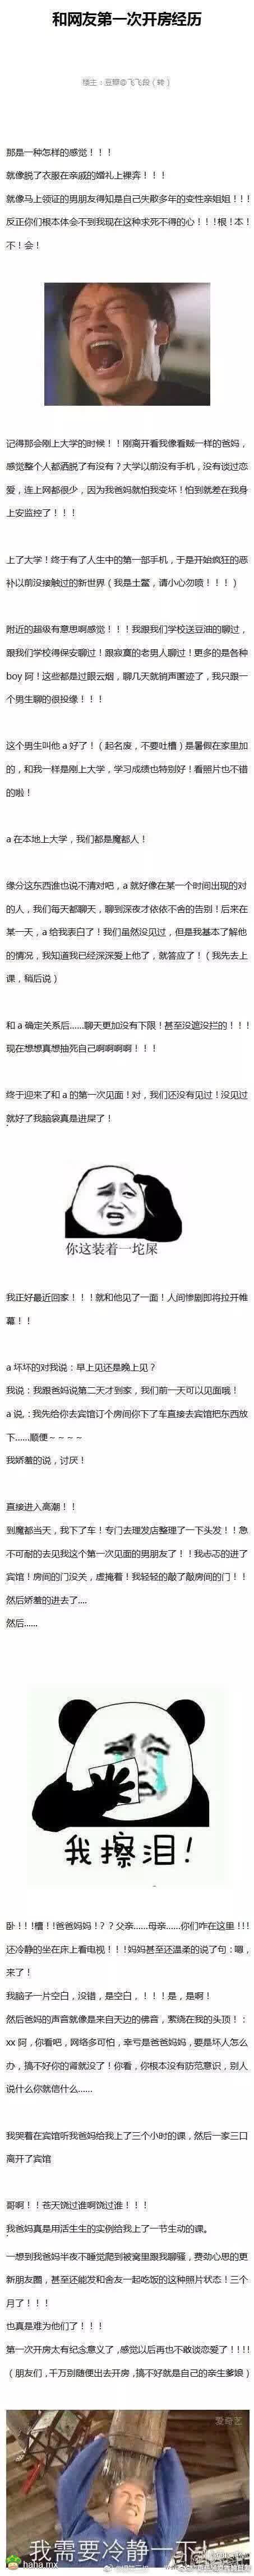 和网友第一次开房经历
楼主：豆瓣@飞飞段（转）
那是一种怎样的感觉！！！
就像脱了衣服在亲戚的婚礼上裸奔！！！
就像马上领证的男朋友得知是自己失散多年的变性亲姐姐！！！
反正你们根本体会不到我现在这种求死不得的心！！！根！本！
不！会！
记得那会刚上大学的时候！！刚离开看我像看贼一样的爸妈，
感觉整个人都洒脱了有没有？大学以前没有手机，没有谈过恋
爱，连上网都很少，因为我爸妈就怕我变坏！怕到就差在我身
上安监控了！！！
上了大学！终于有了人生中的第一部手机，于是开始疯狂的恶
补以前没接触过的新世界（我是土鳖，请小心勿喷！！！）
附近的超级有意思啊感觉！！！我跟我们学校送豆油的聊过，
跟我们学校得保安聊过！跟寂寞的老男人聊过！更多的是各种
boy 阿！这些都是过眼云烟，聊几天就销声匿迹了，我只跟一
个男生聊的很投缘！！！
这个男生叫他 a 好了！（起名废，不要吐槽）是暑假在家里加
的，和我一样是刚上大学，学习成绩也特别好！看照片也不错
的啦！
a 在本地上大学，我们都是魔都人！
缘分这东西谁也说不清对吧，a 就好像在某一个时间出现的对
的人，我们每天都聊天，聊到深夜才依依不舍的告别！后来在
某一天，a 给我表白了！我们虽然没见过，但是我基本了解他
的情况，我知道我已经深深爱上他了，就答应了！（我先去上
课，稍后说）
和 a 确定关系后......聊天更加没有下限！甚至没遮没拦的！！！
现在想想真想抽死自己啊啊啊啊！！！
终于迎来了和 a 的第一次见面！对，我们还没有见过！没见过
就好了我脑袋真是进屎了！
你这装着一坨屎
我正好最近回家！！！就和他见了一面！人间惨剧即将拉开帷
幕！！
a 坏坏的对我说：早上见还是晚上见？
我说：我跟爸妈说第二天才到家，我们前一天可以见面哦！
a 说,：我先给你去宾馆订个房间你下了车直接去宾馆把东西放
下......顺便～～～～
我娇羞的说，讨厌！
直接进入高潮！！
到魔都当天，我下了车！专门去理发店整理了一下头发！！急
不可耐的去见我这个第一次见面的男朋友了！！我忐忑的进了
宾馆！房间的门没关，虚掩着！我轻轻的敲了敲房间的门！！
然后娇羞的进去了....
然后......
我擦泪！
卧！！！槽！！爸爸妈妈！？？父亲......母亲......你们咋在这里！！！
还冷静的坐在床上看电视！！！妈妈甚至还温柔的说了句：嗯，
来了！
我脑子一片空白，没错，是空白，！！！是，是啊！
然后爸妈的声音就像是来自天边的佛音，萦绕在我的头顶！：
xx 阿，你看吧，网络多可怕，幸亏是爸爸妈妈，要是坏人怎么
办，搞不好你的肾就没了！你看，你根本没有防范意识，别人
说什么你就信什么......
我哭着在宾馆听我爸妈给我上了三个小时的课，然后一家三口
离开了宾馆
哥啊！！苍天饶过谁啊饶过谁！！！
我爸妈真是用活生生的实例给我上了一节生动的课。
一想到我爸妈半夜不睡觉爬到被窝里跟我聊骚，费劲心思的更
新朋友圈，甚至还能发和舍友一起吃饭的这种照片状态！三个
月了！！！
也真是难为他们了！！！
第一次开房太有纪念意义了，感觉以后再也不敢谈恋爱了！！！！
（朋友们，千万别随便出去开房，搞不好就是自己的亲生爹娘）
爱奇艺
我需要冷静一下
haha.mx